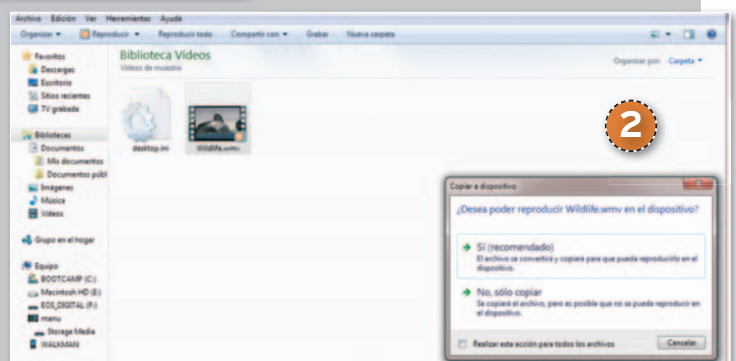 Archivo Edición Ver Herramientas Ayuda
Organizar Reproducir Reproducir todo Compartir con Grabar Nueva carpeta
Favoritos
Descargas
Escritorio
Sitios recientes
TV grabada
Bibliotecas
Documentos
Mis documentos
Documentos públ
Imágenes
Música
Vídeos
Grupo en el hogar
Equipo
BOOTCAMP (C:)
Macintosh HD (E:)
EOS_DIGITAL (F:)
menu
Storage Media
WALKMAN
Biblioteca Vídeos
Vídeos de muestra
Organizar por: Carpeta
desktop.ini
Wildlife.wmv
2
Copiar a dispositivo
¿Desea poder reproducir Wildlife.wmv en el dispositivo?
Sí (recomendado)
El archivo se convertirá y copiará para que pueda reproducirlo en el
dispositivo.
No, sólo copiar
Se copiará el archivo, pero es posible que no se pueda reproducir en
el dispositivo.
Realizar esta acción para todos los archivos
Cancelar